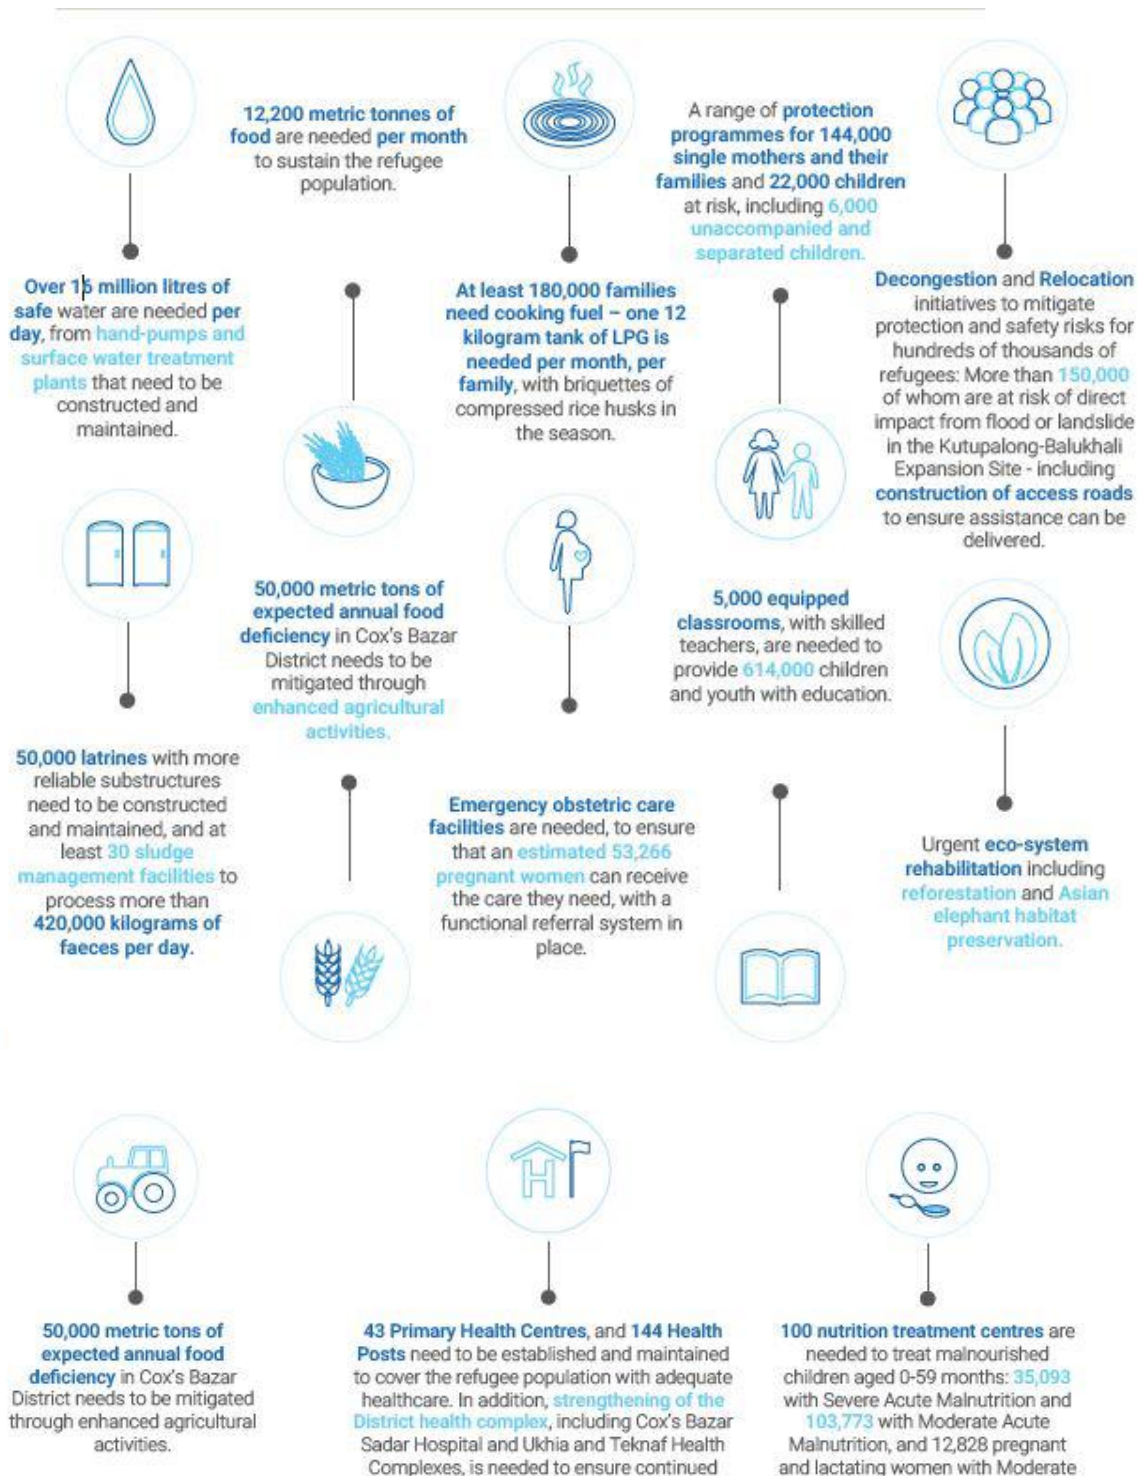 12,200 metric tonnes of
food are needed per month
to sustain the refugee
population.
A range of protection
programmes for 144,000
single mothers and their
families and 22,000 children
at risk, including 6,000
unaccompanied and
separated children.
Over 16 million litres of
safe water are needed per
day, from hand-pumps and
surface water treatment
plants that need to be
constructed and
maintained.
At least 180,000 families
need cooking fuel – one 12
kilogram tank of LPG is
needed per month, per
family, with briquettes of
compressed rice husks in
the season.
Decongestion and Relocation
initiatives to mitigate
protection and safety risks for
hundreds of thousands of
refugees: More than 150,000
of whom are at risk of direct
impact from flood or landslide
in the Kutupalong-Balukhali
Expansion Site - including
construction of access roads
to ensure assistance can be
delivered.
50,000 metric tons of
expected annual food
deficiency in Cox's Bazar
District needs to be
mitigated through
enhanced agricultural
activities.
5,000 equipped
classrooms, with skilled
teachers, are needed to
provide 614,000 children
and youth with education.
50,000 latrines with more
reliable substructures
need to be constructed
and maintained, and at
least 30 sludge
management facilities to
process more than
420,000 kilograms of
faeces per day.
Emergency obstetric care
facilities are needed, to ensure
that an estimated 53,266
pregnant women can receive
the care they need, with a
functional referral system in
place.
Urgent eco-system
rehabilitation including
reforestation and Asian
elephant habitat
preservation.
H
50,000 metric tons of
expected annual food
deficiency in Cox's Bazar
District needs to be mitigated
through enhanced agricultural
activities.
43 Primary Health Centres, and 144 Health
Posts need to be established and maintained
to cover the refugee population with adequate
healthcare. In addition, strengthening of the
District health complex, including Cox's Bazar
Sadar Hospital and Ukhia and Teknaf Health
Complexes, is needed to ensure continued
100 nutrition treatment centres are
needed to treat malnourished
children aged 0-59 months: 35,093
with Severe Acute Malnutrition and
103,773 with Moderate Acute
Malnutrition, and 12,828 pregnant
and lactating women with Moderate